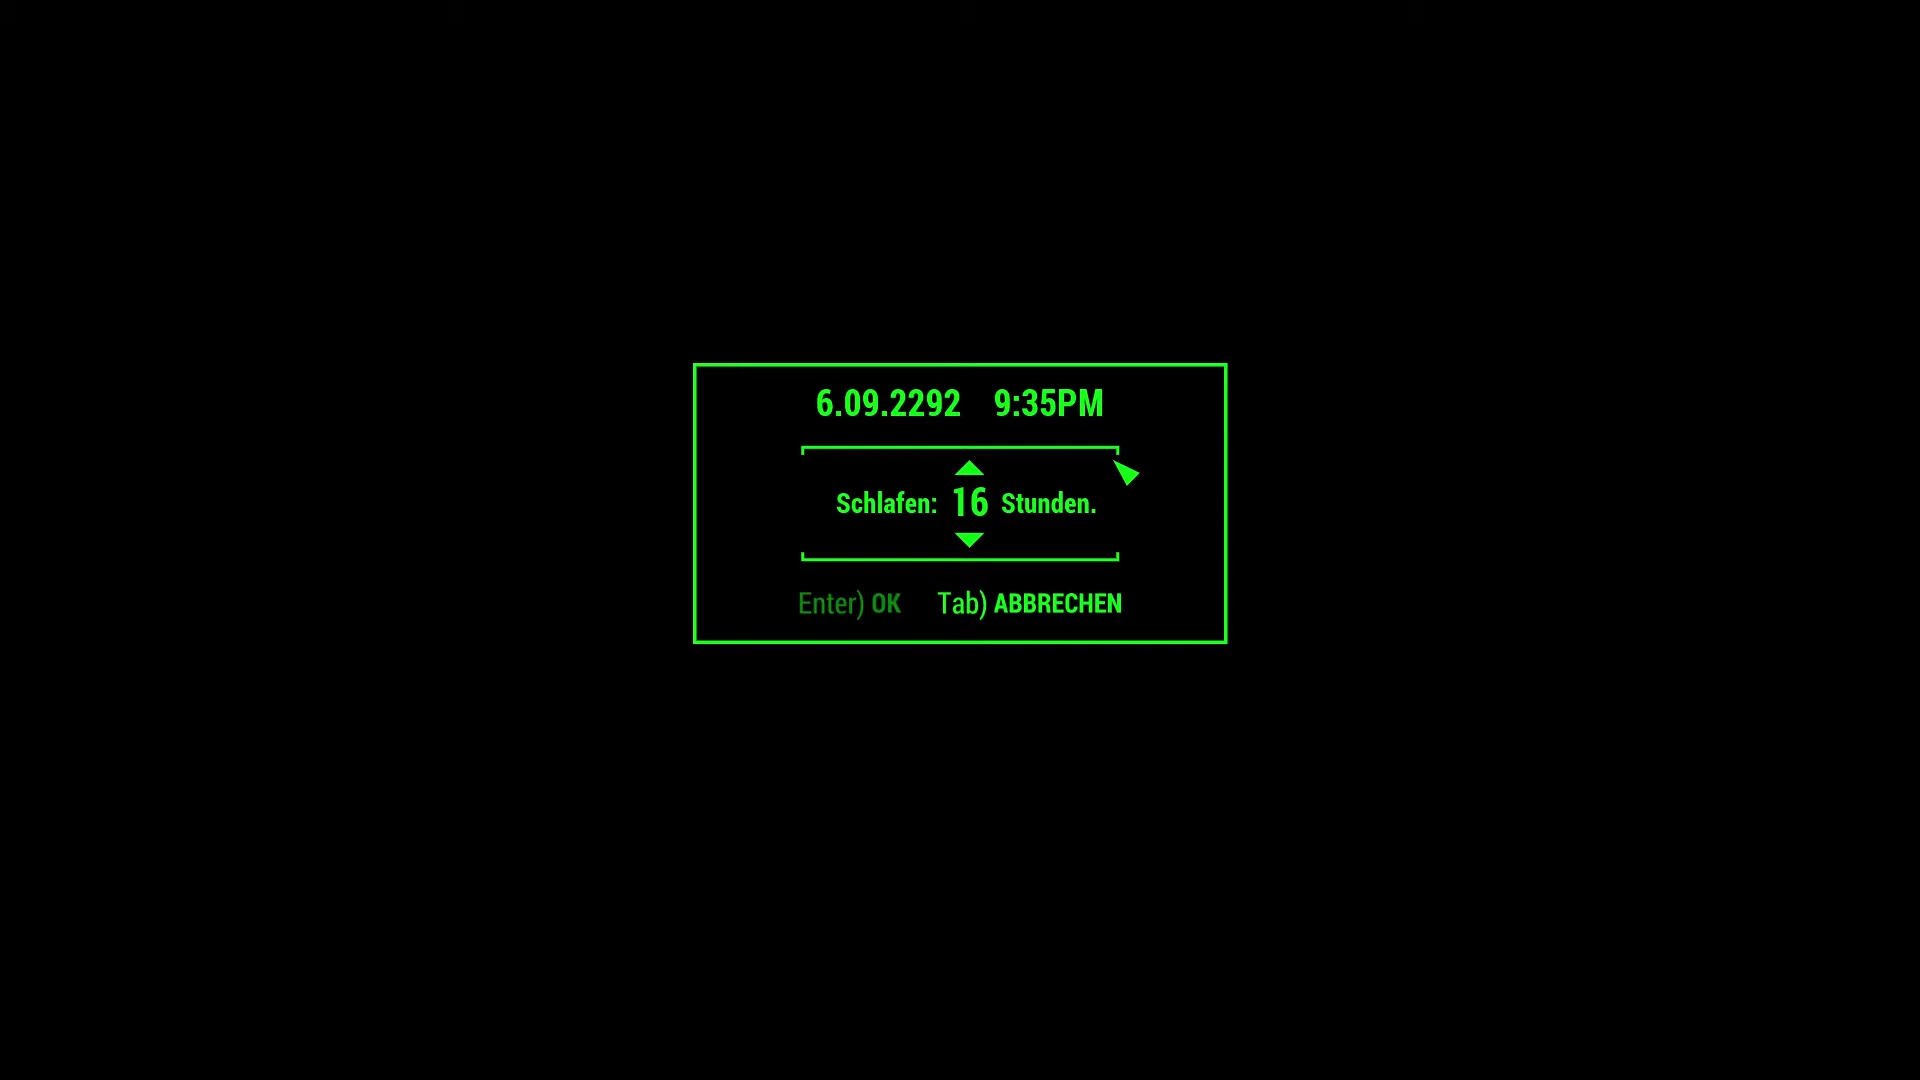 6.09.2292 9:35PM
Schlafen: 16 Stunden.
Enter) OK Tab) ABBRECHEN